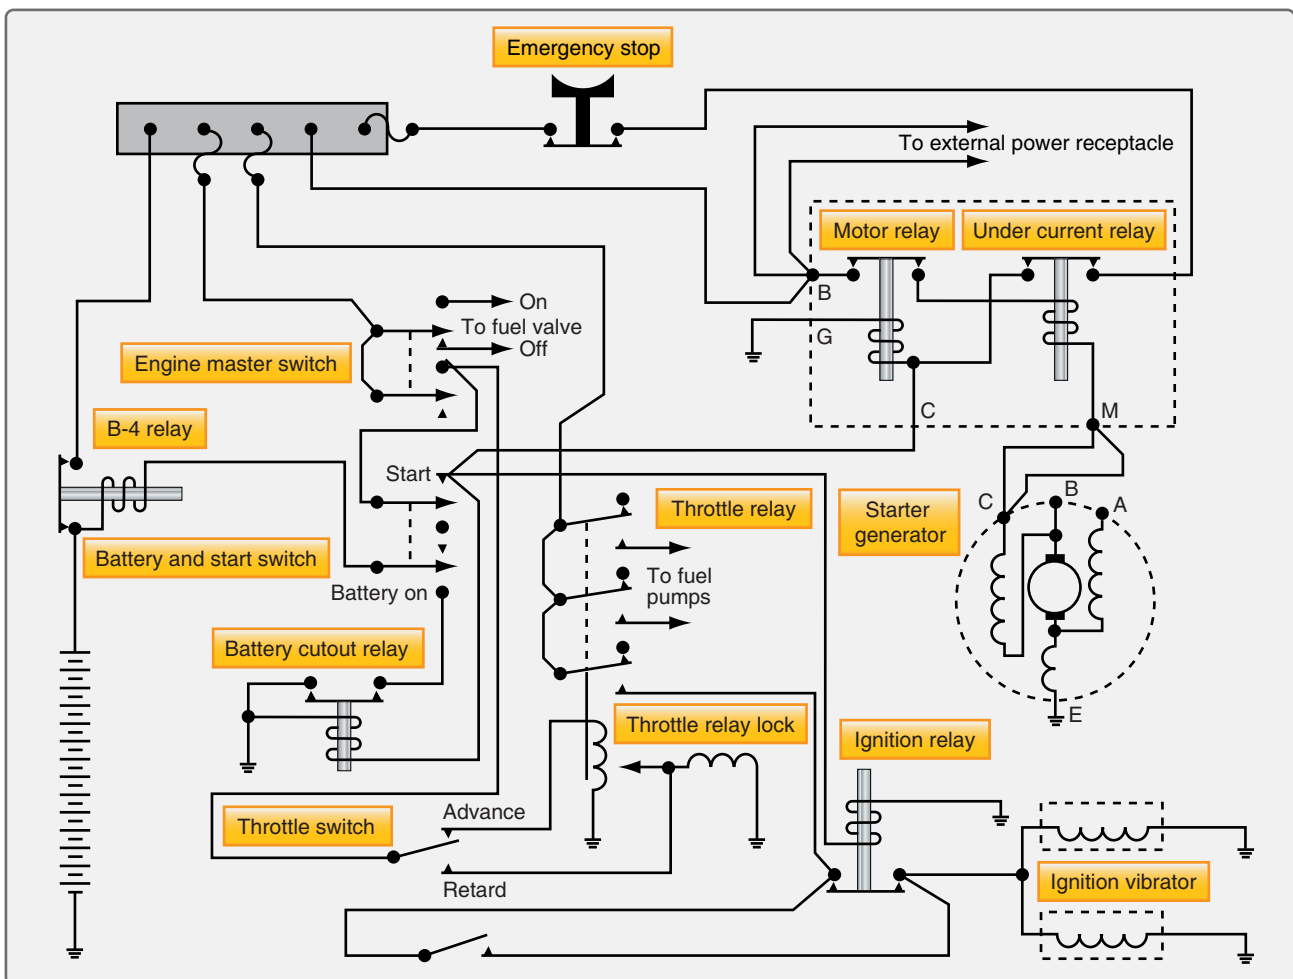 Emergency stop
To external power receptacle
Motor relay
Under current relay
B
G
On
To fuel valve
Off
Engine master switch
C
M
B-4 relay
Start
Throttle relay
Starter
generator
C
B
A
Battery and start switch
To fuel
pumps
Battery on
Battery cutout relay
E
Throttle relay lock
Ignition relay
Advance
Throttle switch
Retard
Ignition vibrator